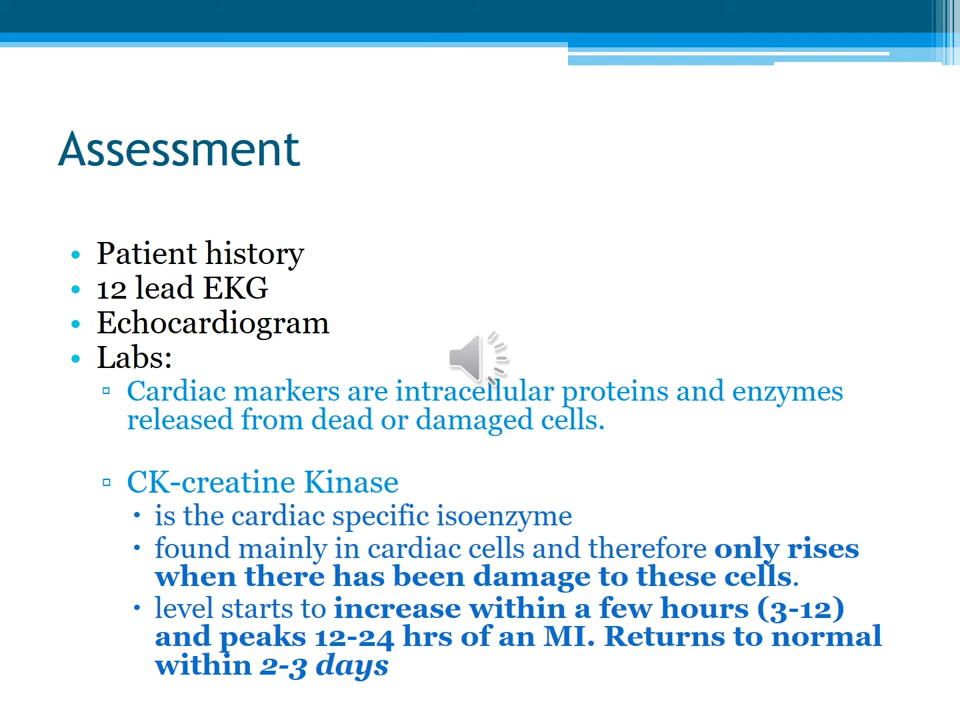 Assessment
• Patient history
• 12 lead EKG
• Echocardiogram
• Labs:
▫ Cardiac markers are intracellular proteins and enzymes
released from dead or damaged cells.
▫ CK-creatine Kinase
▪ is the cardiac specific isoenzyme
▪ found mainly in cardiac cells and therefore only rises
when there has been damage to these cells.
▪ level starts to increase within a few hours (3-12)
and peaks 12-24 hrs of an MI. Returns to normal
within 2-3 days